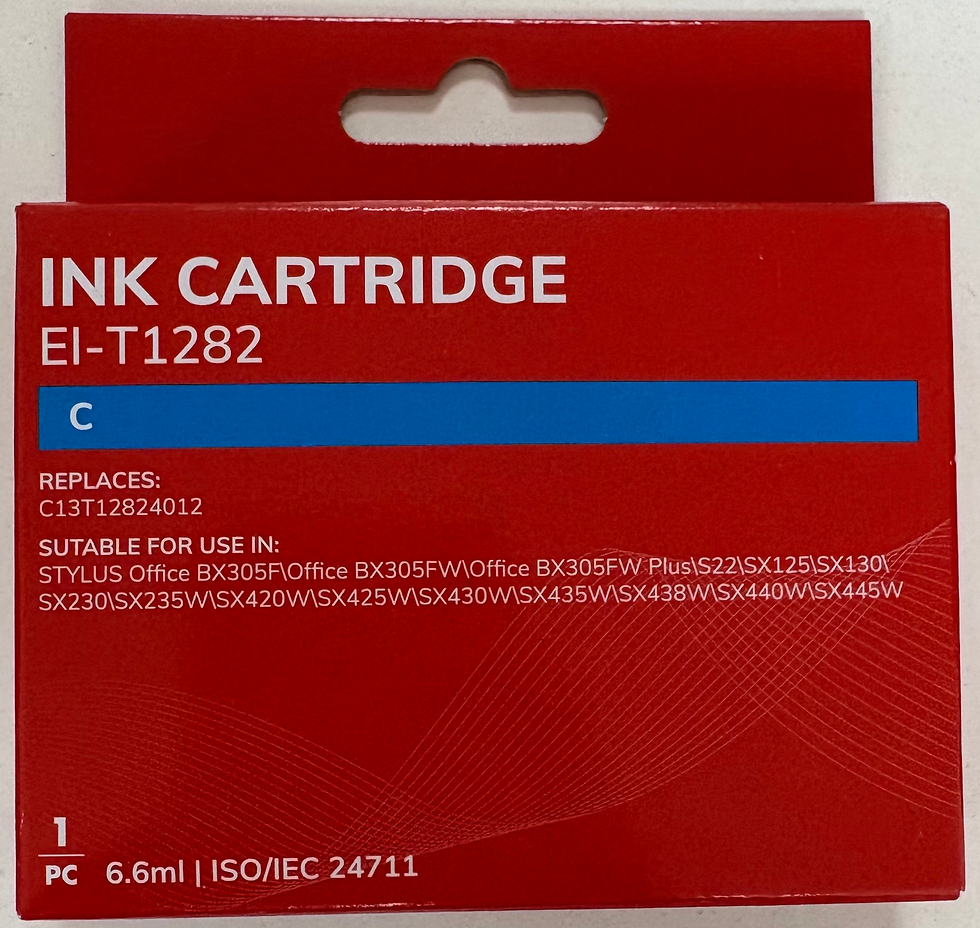 INK CARTRIDGE
EI-T1282
C
REPLACES:
C13T12824012
SUTABLE FOR USE IN:
STYLUS Office BX305F\Office BX305FW\Office BX305FW Plus\S22\SX125\SX130\
SX230\SX235W\SX420W\SX425W\SX430W\SX435W\SX438W\SX440W\SX445W
1
PC
6.6ml | ISO/IEC 24711